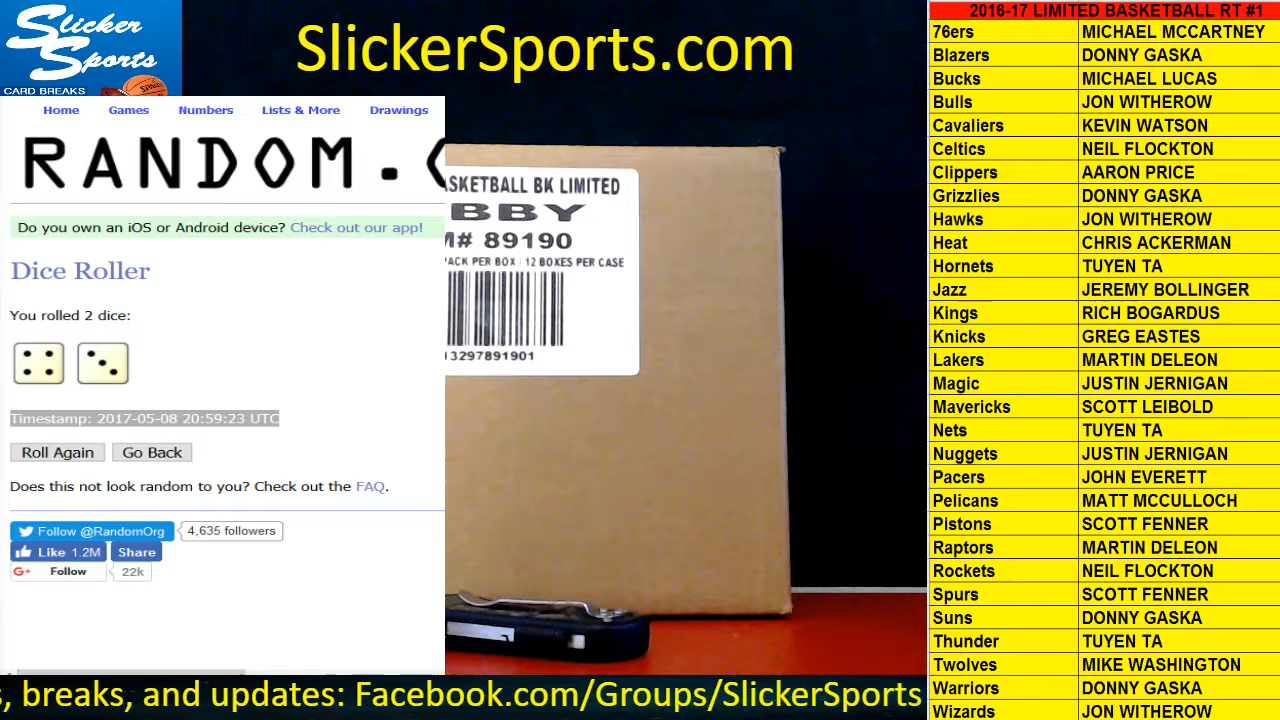 Slicker
Sports
CARD BREAKS
SlickerSports.com
Home Games Numbers Lists & More Drawings
RANDOM.
Do you own an iOS or Android device? Check out our app!
Dice Roller
You rolled 2 dice:
Timestamp: 2017-05-08 20:59:23 UTC
Roll Again Go Back
Does this not look random to you? Check out the FAQ.
Follow @RandomOrg 4,635 followers
Like 1.2M Share
G+ Follow 22k
ASKETBALL BK LIMITED
BBY
M# 89190
PACK PER BOX 12 BOXES PER CASE
13297891901
2016-17 LIMITED BASKETBALL RT #1
76ers MICHAEL MCCARTNEY
Blazers DONNY GASKA
Bucks MICHAEL LUCAS
Bulls JON WITHEROW
Cavaliers KEVIN WATSON
Celtics NEIL FLOCKTON
Clippers AARON PRICE
Grizzlies DONNY GASKA
Hawks JON WITHEROW
Heat CHRIS ACKERMAN
Hornets TUYEN TA
Jazz JEREMY BOLLINGER
Kings RICH BOGARDUS
Knicks GREG EASTES
Lakers MARTIN DELEON
Magic JUSTIN JERNIGAN
Mavericks SCOTT LEIBOLD
Nets TUYEN TA
Nuggets JUSTIN JERNIGAN
Pacers JOHN EVERETT
Pelicans MATT MCCULLOCH
Pistons SCOTT FENNER
Raptors MARTIN DELEON
Rockets NEIL FLOCKTON
Spurs SCOTT FENNER
Suns DONNY GASKA
Thunder TUYEN TA
Twolves MIKE WASHINGTON
Warriors DONNY GASKA
Wizards JON WITHEROW
s, breaks, and updates: Facebook.com/Groups/SlickerSports